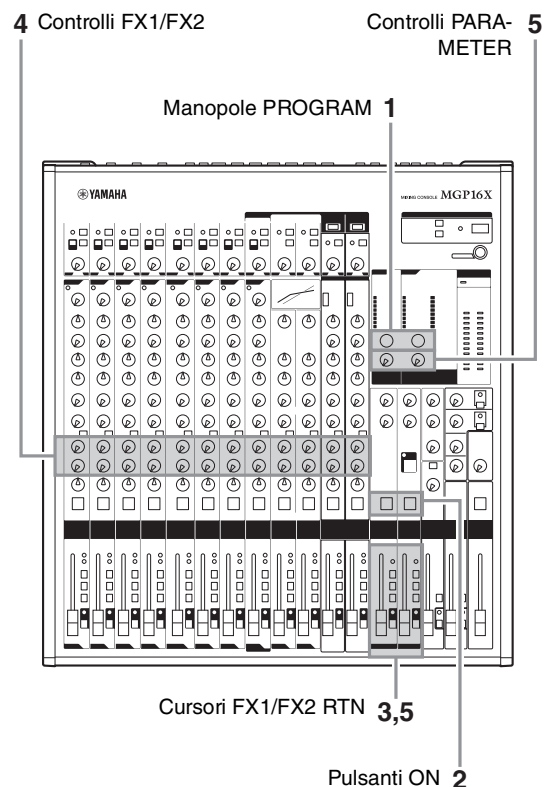 4 Controlli FX1/FX2
Controlli PARA-
METER 5
Manopole PROGRAM 1
YAMAHA
MIXING CONSOLE MGP16X
Cursori FX1/FX2 RTN 3,5
Pulsanti ON 2